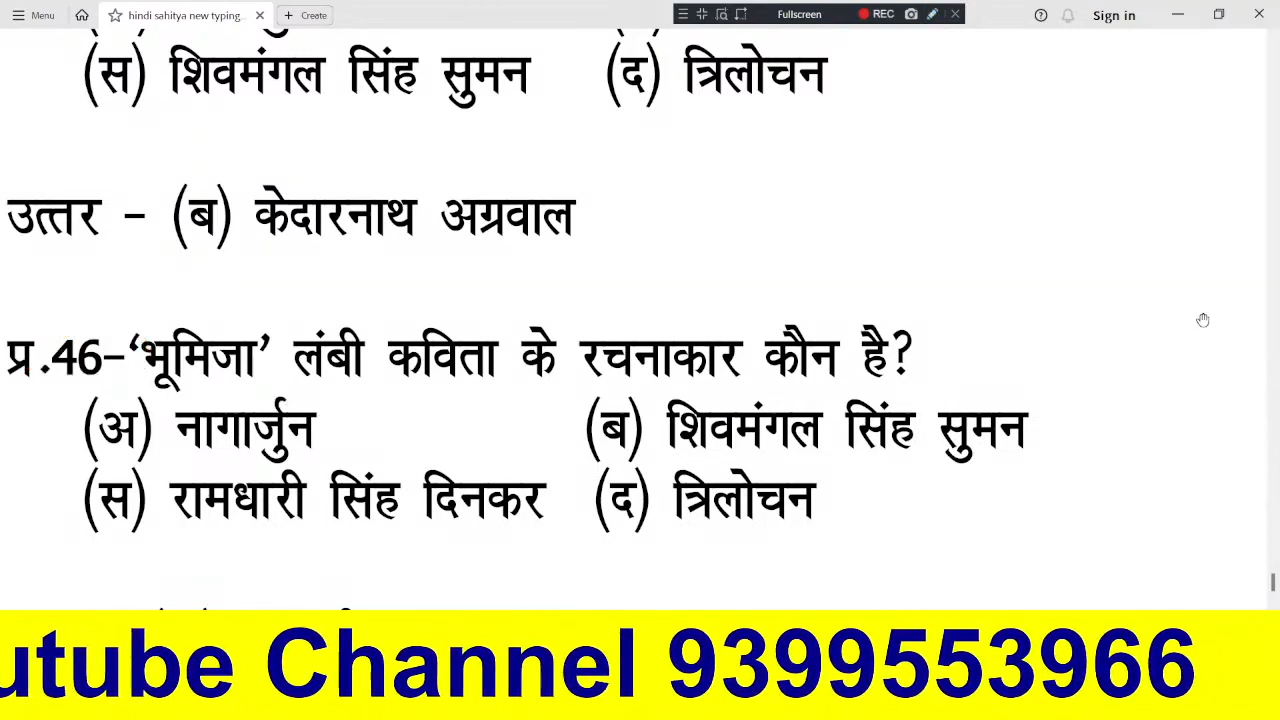 Menu hindi sahitya new typing... Create Fullscreen REC Sign in
(स) शिवमंगल सिंह सुमन (द) त्रिलोचन
उत्तर - (ब) केदारनाथ अग्रवाल
प्र.46-‘भूमिजा’ लंबी कविता के रचनाकार कौन है?
(अ) नागार्जुन (ब) शिवमंगल सिंह सुमन
(स) रामधारी सिंह दिनकर (द) त्रिलोचन
utube Channel 9399553966